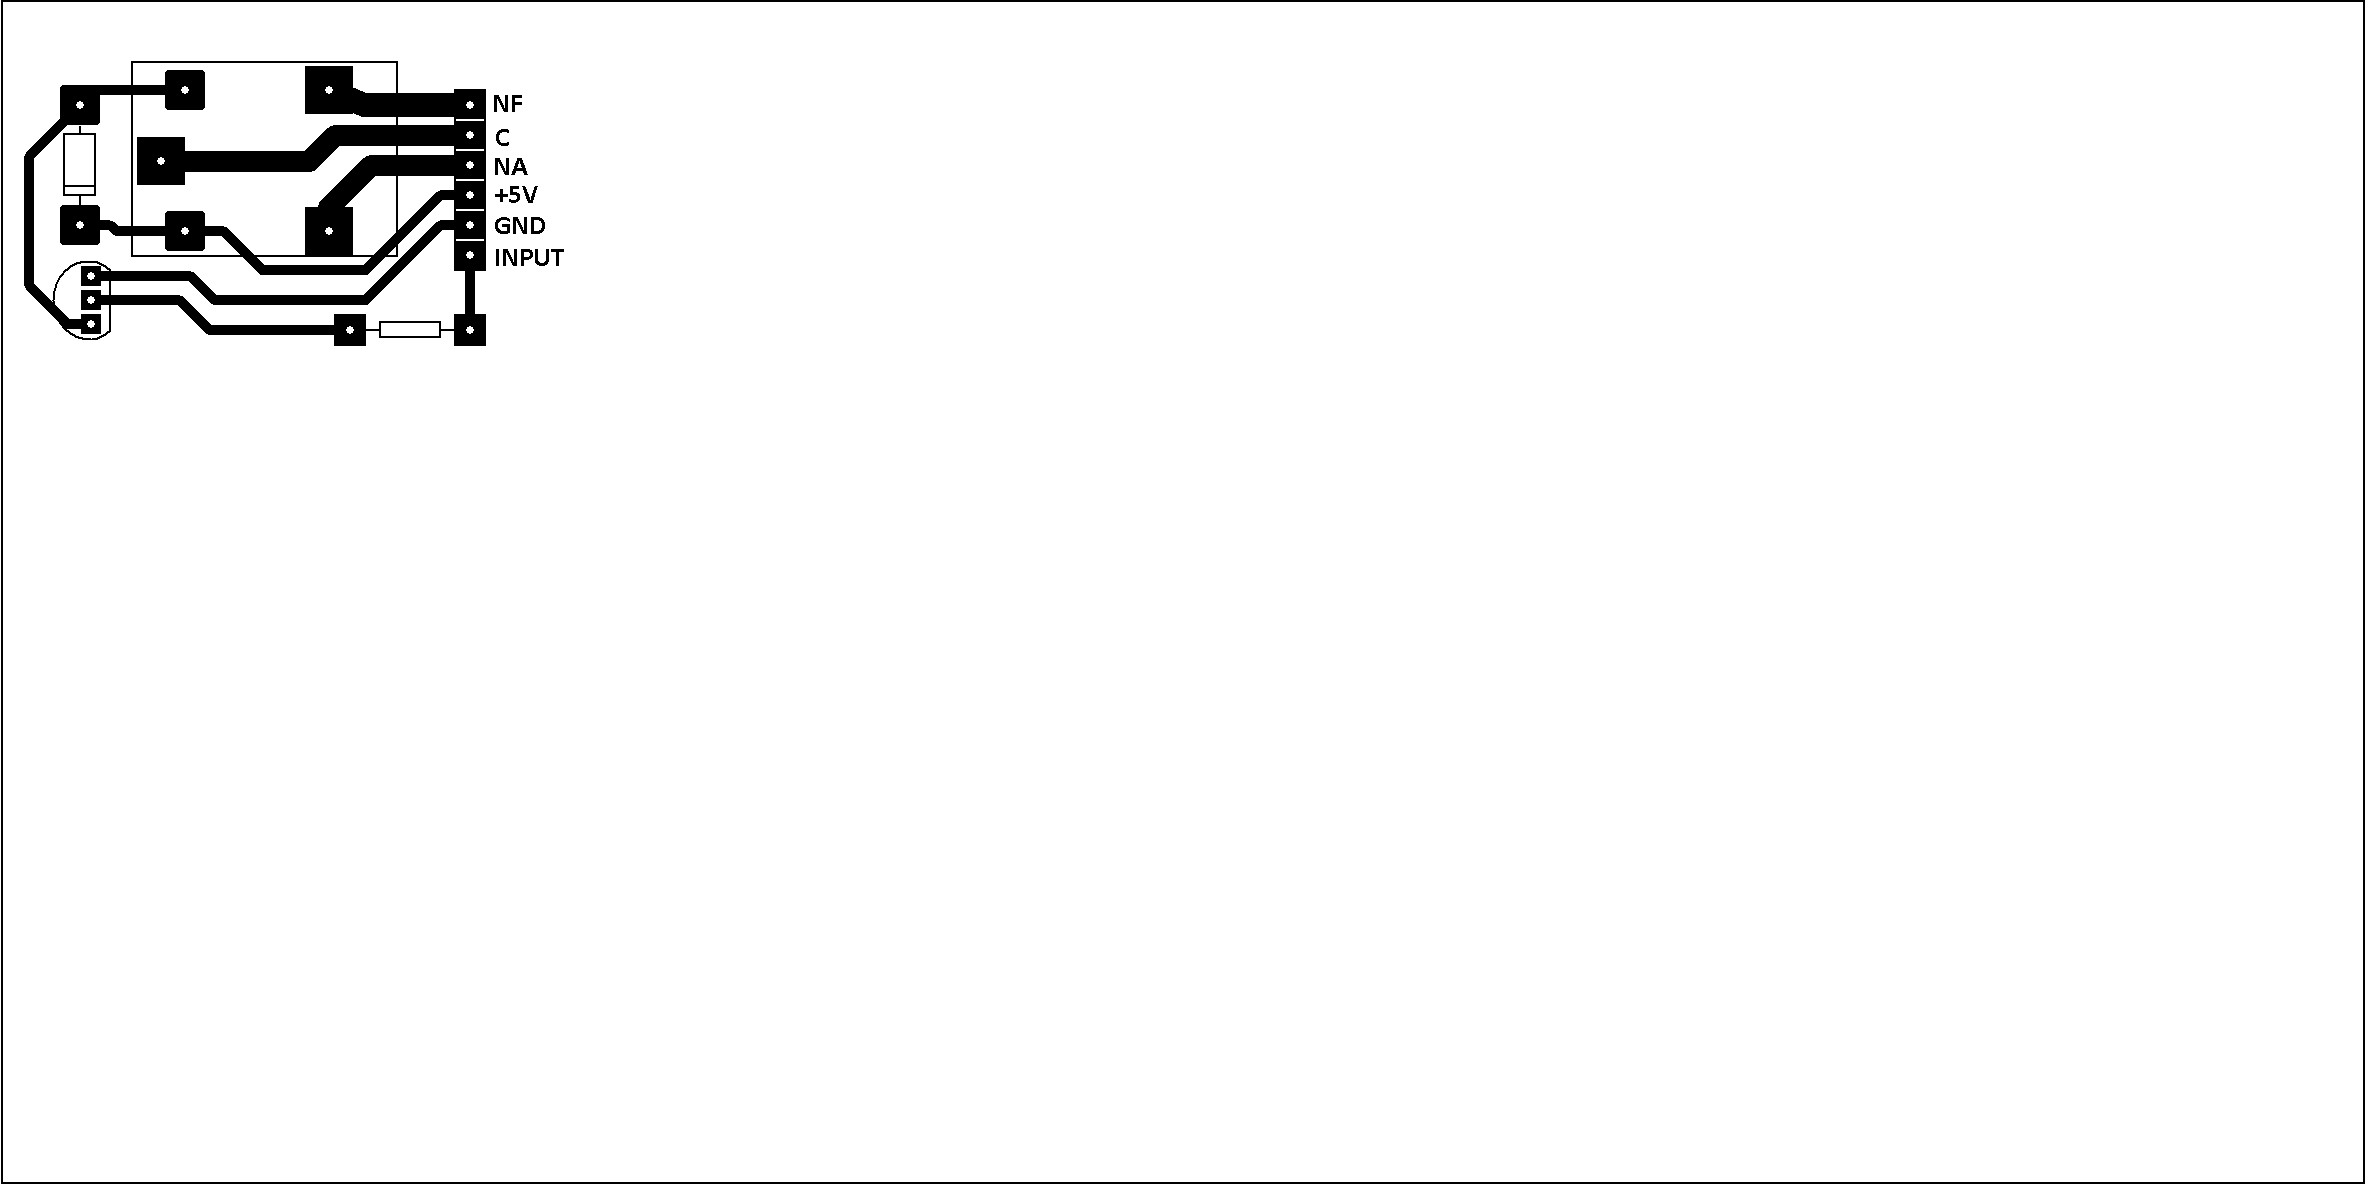 NF
C
NA
+5V
GND
INPUT